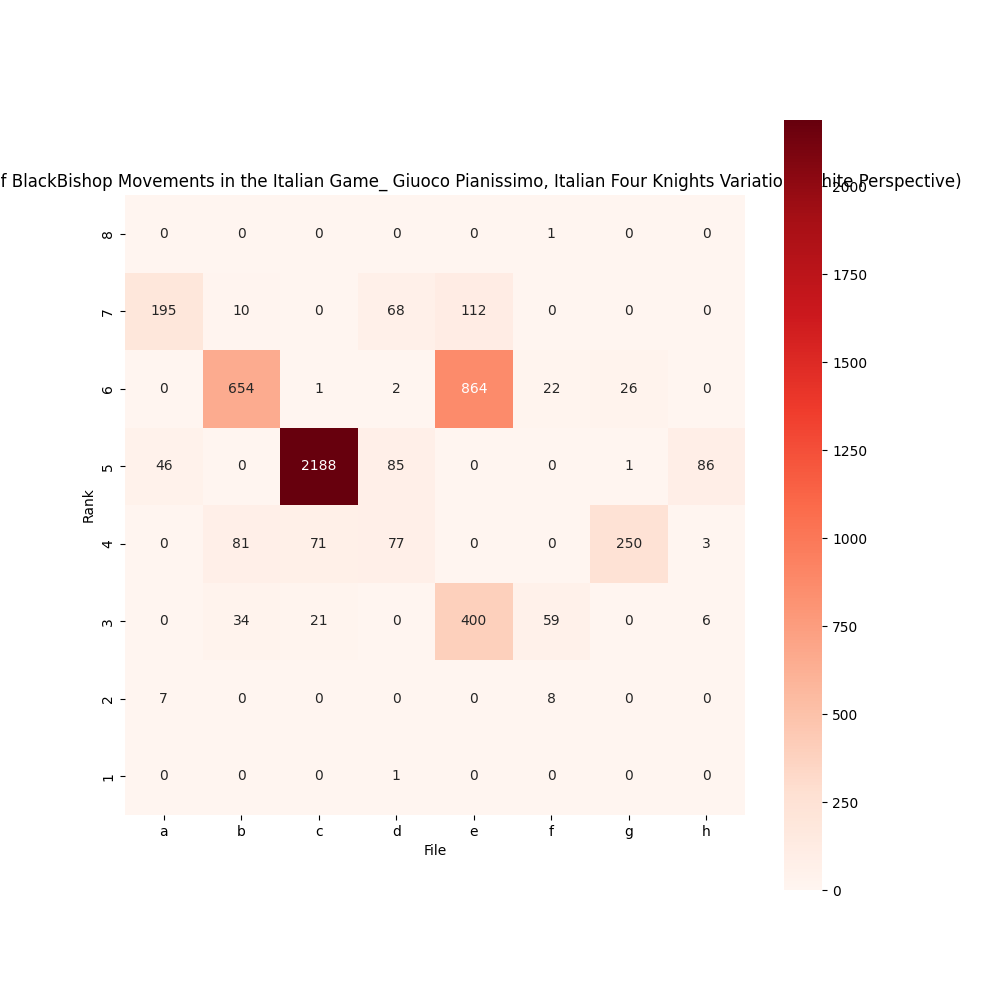 f BlackBishop Movements in the Italian Game_ Giuoco Pianissimo, Italian Four Knights Variatio hite Perspective)
2000
8 0 0 0 0 0 1 0 0
7 195 10 0 68 112 0 0 0 1750
6 0 654 1 2 864 22 26 0 1500
5 46 0 2188 85 0 0 1 86 1250
1000
Rank
4 0 81 71 77 0 0 250 3
3 0 34 21 0 400 59 0 6 750
2 7 0 0 0 0 8 0 0 500
1 0 0 0 1 0 0 0 0 250
a b c d e f g h
File
0